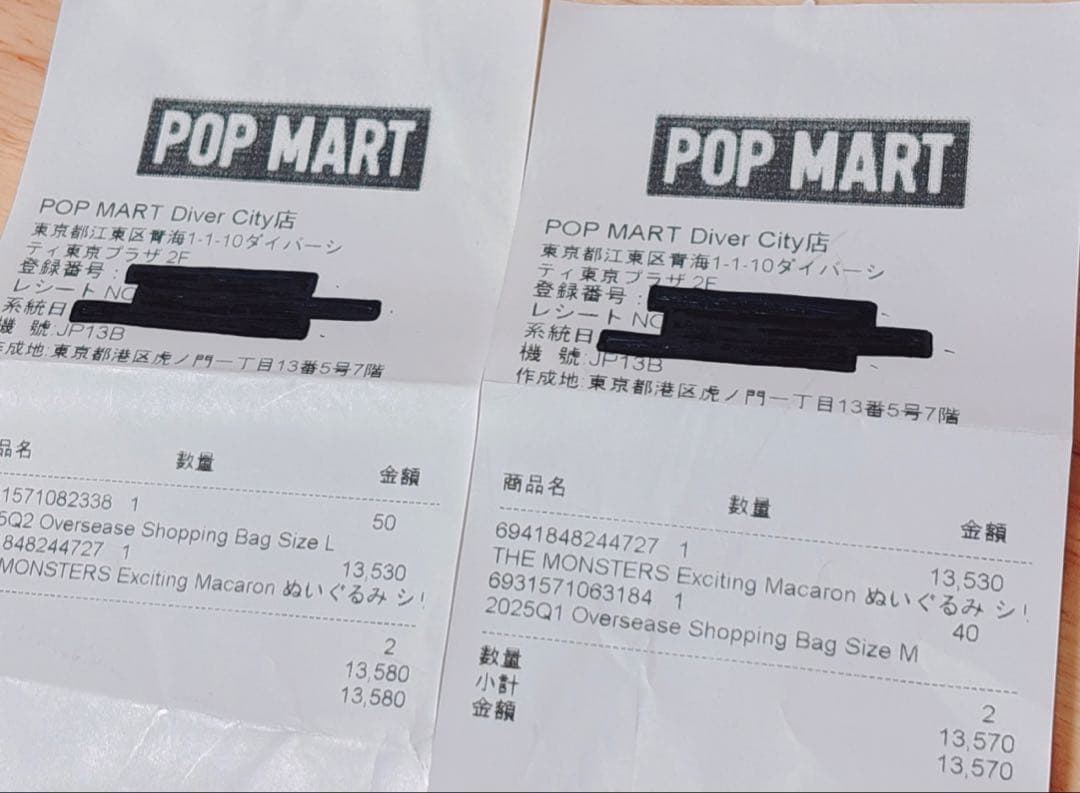 POP MART
POP MART Diver City店
東京都江東区青海1-1-10ダイバーシ
ティ東京プラザ 2F
登録番号:
レシート NO
系統日
機 號:JP13B
作成地:東京都港区虎ノ門一丁目13番5号7階
品名 数量 金額
1571082338 1 50
5Q2 Oversease Shopping Bag Size L
848244727 1 13,530
MONSTERS Exciting Macaron ぬいぐるみ シリ
2
13,580
13,580
POP MART
POP MART Diver City店
東京都江東区青海1-1-10ダイバーシ
ティ東京プラザ 2F
登録番号:
レシート NO
系統日
機 號:JP13B
作成地:東京都港区虎ノ門一丁目13番5号7階
商品名 数量 金額
6941848244727 1 13,530
THE MONSTERS Exciting Macaron ぬいぐるみ シリ
6931571063184 1 40
2025Q1 Oversease Shopping Bag Size M
数量 2
小計 13,570
金額 13,570